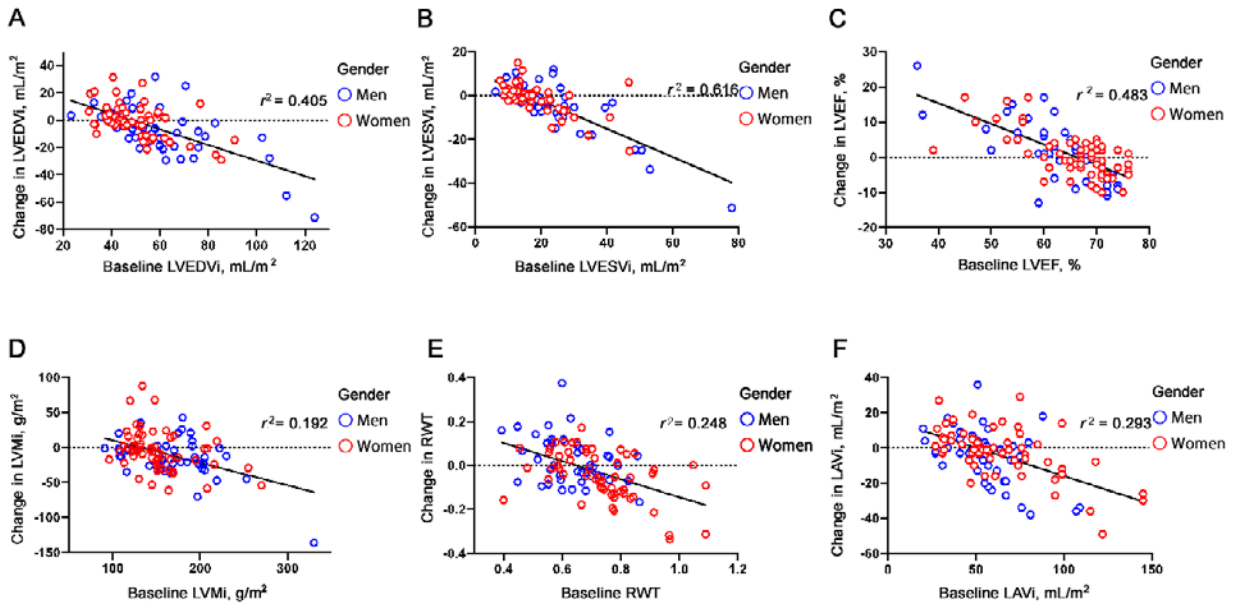 A
Change in LVEDVi, mL/m²
40
20
0
-20
-40
-60
-80
20
40
60
80
100
120
Baseline LVEDVi, mL/m²
r² = 0.405
Gender
Men
Women
B
Change in LVESVi, mL/m²
20
0
-20
-40
-60
0
20
40
60
80
Baseline LVESVi, mL/m²
r² = 0.616
Gender
Men
Women
C
Change in LVEF, %
30
20
10
0
-10
-20
30
40
50
60
70
80
Baseline LVEF, %
r² = 0.483
Gender
Men
Women
D
Change in LVMi, g/m²
100
50
0
-50
-100
-150
100
200
300
Baseline LVMi, g/m²
r² = 0.192
Gender
Men
Women
E
Change in RWT
0.4
0.2
0.0
-0.2
-0.4
0.4
0.6
0.8
1.0
1.2
Baseline RWT
r² = 0.248
Gender
Men
Women
F
Change in LAVi, mL/m²
40
20
0
-20
-40
-60
0
50
100
150
Baseline LAVi, mL/m²
r² = 0.293
Gender
Men
Women